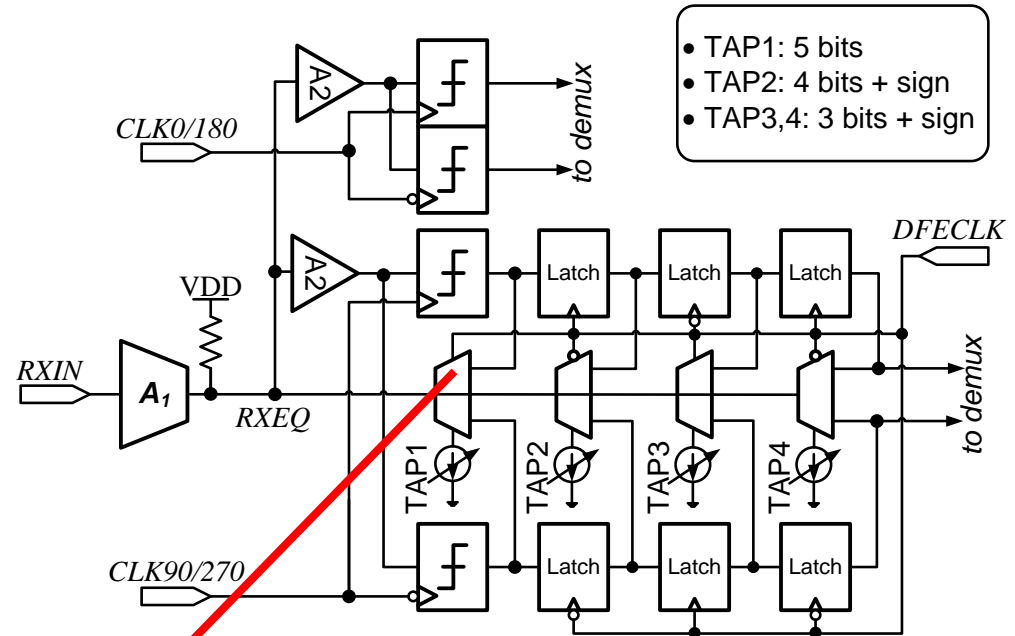 • TAP1: 5 bits
• TAP2: 4 bits + sign
• TAP3,4: 3 bits + sign
A2
to demux
CLK0/180
DFECLK
A2
Latch
Latch
Latch
VDD
RXIN
A1
RXEQ
to demux
TAP1
TAP2
TAP3
TAP4
CLK90/270
Latch
Latch
Latch